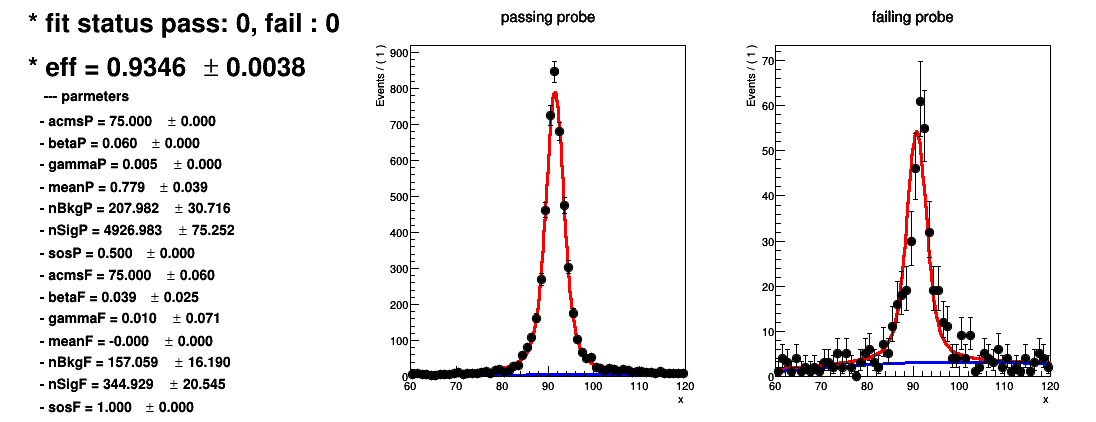 * fit status pass: 0, fail : 0
* eff = 0.9346 ± 0.0038
--- parmeters
- acmsP = 75.000 ± 0.000
- betaP = 0.060 ± 0.000
- gammaP = 0.005 ± 0.000
- meanP = 0.779 ± 0.039
- nBkgP = 207.982 ± 30.716
- nSigP = 4926.983 ± 75.252
- sosP = 0.500 ± 0.000
- acmsF = 75.000 ± 0.060
- betaF = 0.039 ± 0.025
- gammaF = 0.010 ± 0.071
- meanF = -0.000 ± 0.000
- nBkgF = 157.059 ± 16.190
- nSigF = 344.929 ± 20.545
- sosF = 1.000 ± 0.000
passing probe
Events / ( 1 )
900
800
700
600
500
400
300
200
100
0
60 70 80 90 100 110 120
x
failing probe
Events / ( 1 )
70
60
50
40
30
20
10
0
60 70 80 90 100 110 120
x